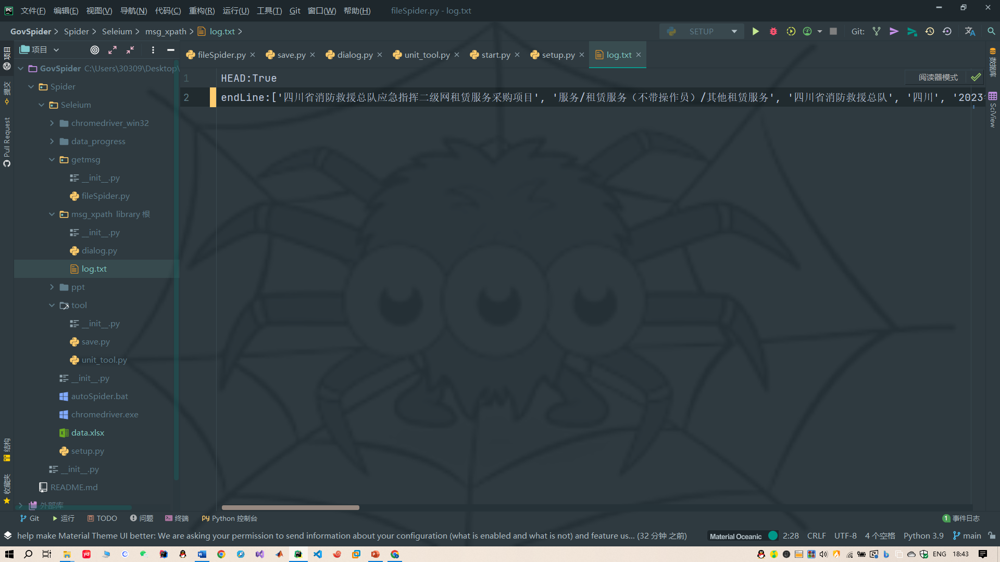 文件(F) 编辑(E) 视图(V) 导航(N) 代码(C) 重构(R) 运行(U) 工具(T) Git 窗口(W) 帮助(H) fileSpider.py - log.txt
GovSpider Spider Seleium msg_xpath log.txt SETUP Git:
项目 fileSpider.py save.py dialog.py unit_tool.py start.py setup.py log.txt
项目
提交
Pull Request
结构
收藏夹
GovSpider C:\Users\30309\Desktop\
Spider
Seleium
chromedriver_win32
data_progress
getmsg
__init__.py
fileSpider.py
msg_xpath library 根
__init__.py
dialog.py
log.txt
ppt
tool
__init__.py
save.py
unit_tool.py
__init__.py
autoSpider.bat
chromedriver.exe
data.xlsx
setup.py
__init__.py
README.md
外部库
1 HEAD:True
2 endLine:['四川省消防救援总队应急指挥二级网租赁服务采购项目', '服务/租赁服务（不带操作员）/其他租赁服务', '四川省消防救援总队', '四川', '2023
阅读器模式
数据库
SciView
Git 运行 TODO 问题 终端 Python 控制台 1 事件日志
help make Material Theme UI better: We are asking your permission to send information about your configuration (what is enabled and what is not) and feature us... (32 分钟 之前) Material Oceanic 2:28 CRLF UTF-8 4 个空格 Python 3.9 main
ENG 18:43